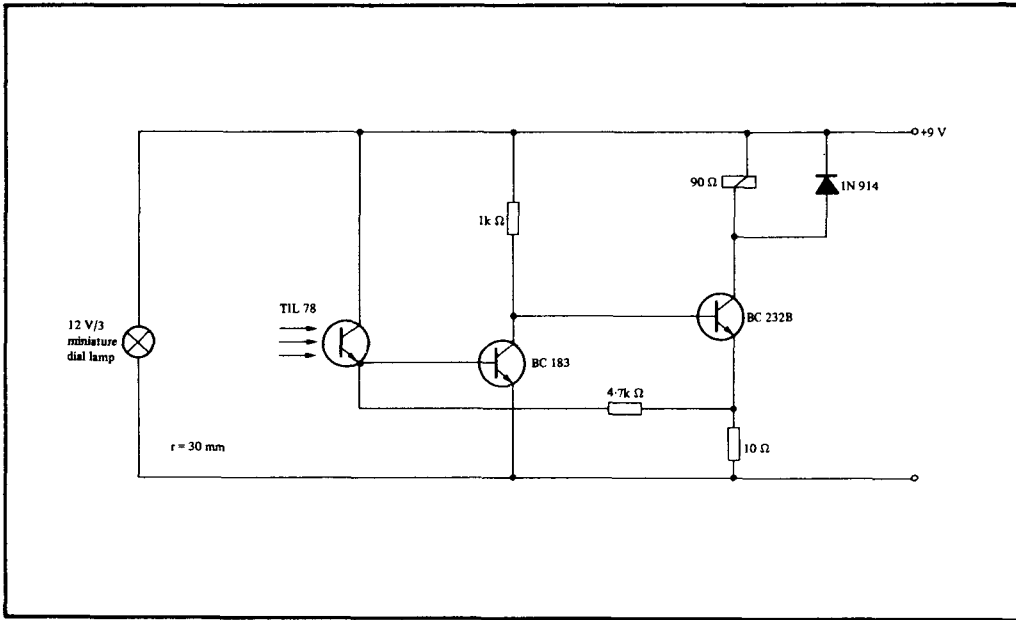 +9 V
90 Ω
1N 914
1k Ω
TIL 78
12 V/3
miniature
dial lamp
BC 232B
BC 183
4·7k Ω
r = 30 mm
10 Ω